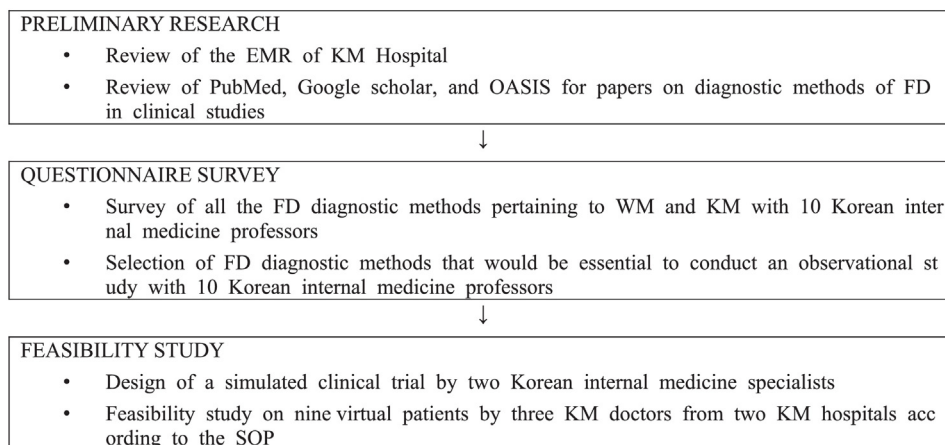 PRELIMINARY RESEARCH
• Review of the EMR of KM Hospital
• Review of PubMed, Google scholar, and OASIS for papers on diagnostic methods of FD
in clinical studies
↓
QUESTIONNAIRE SURVEY
• Survey of all the FD diagnostic methods pertaining to WM and KM with 10 Korean inter
nal medicine professors
• Selection of FD diagnostic methods that would be essential to conduct an observational st
udy with 10 Korean internal medicine professors
↓
FEASIBILITY STUDY
• Design of a simulated clinical trial by two Korean internal medicine specialists
• Feasibility study on nine virtual patients by three KM doctors from two KM hospitals acc
ording to the SOP